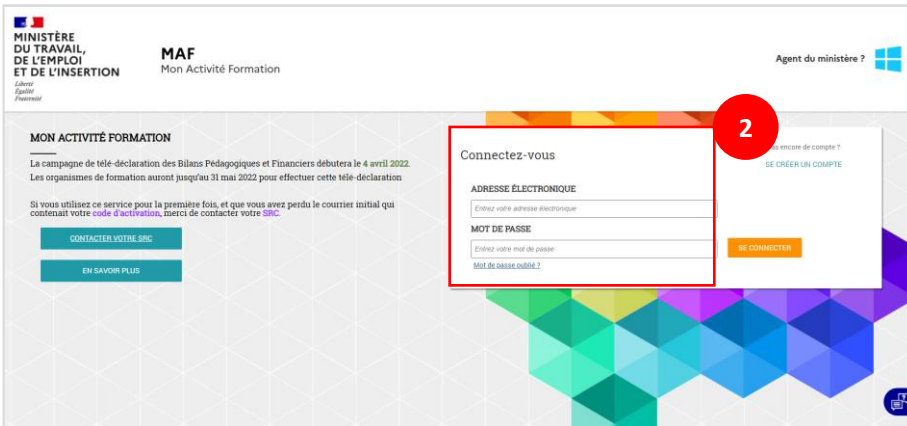 MINISTÈRE
DU TRAVAIL,
DE L'EMPLOI
ET DE L'INSERTION
Liberté
Égalité
Fraternité
MAF
Mon Activité Formation
Agent du ministère ?
MON ACTIVITÉ FORMATION
La campagne de télé-déclaration des Bilans Pédagogiques et Financiers débutera le 4 avril 2022.
Les organismes de formation auront jusqu'au 31 mai 2022 pour effectuer cette télé-déclaration
Si vous utilisez ce service pour la première fois, et que vous avez perdu le courrier initial qui
contenait votre code d'activation, merci de contacter votre SRC.
CONTACTER VOTRE SRC
EN SAVOIR PLUS
2
Connectez-vous
encore de compte ?
SE CRÉER UN COMPTE
ADRESSE ÉLECTRONIQUE
Entrez votre adresse électronique
MOT DE PASSE
Entrez votre mot de passe
SE CONNECTER
Mot de passe oublié ?